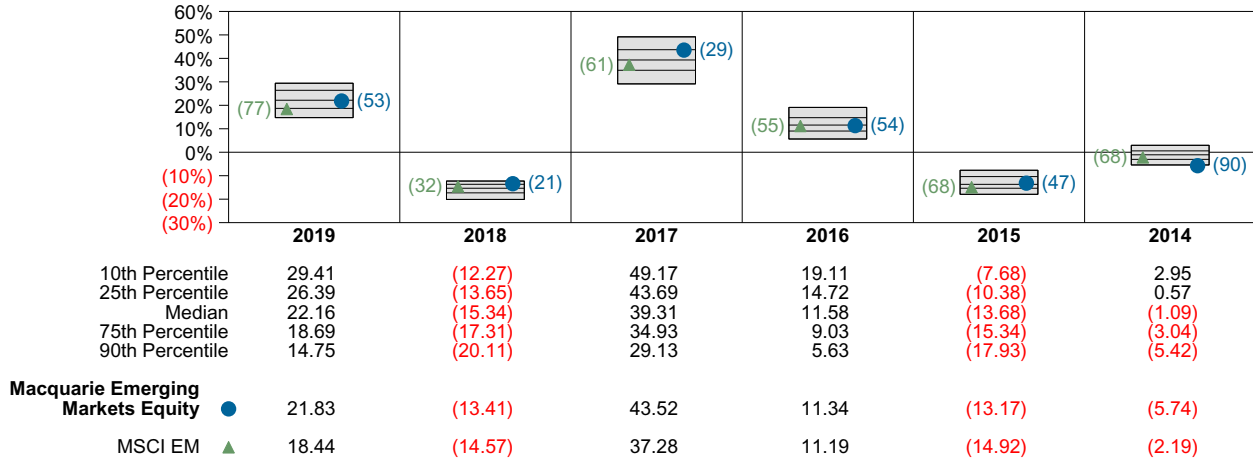 60%
50%
40%
30%
20%
10%
0%
(10%)
(20%)
(30%)
(77) (53)
(32) (21)
(61) (29)
(55) (54)
(68) (47)
(68) (90)
2019 2018 2017 2016 2015 2014
10th Percentile 29.41 (12.27) 49.17 19.11 (7.68) 2.95
25th Percentile 26.39 (13.65) 43.69 14.72 (10.38) 0.57
Median 22.16 (15.34) 39.31 11.58 (13.68) (1.09)
75th Percentile 18.69 (17.31) 34.93 9.03 (15.34) (3.04)
90th Percentile 14.75 (20.11) 29.13 5.63 (17.93) (5.42)
Macquarie Emerging
Markets Equity 21.83 (13.41) 43.52 11.34 (13.17) (5.74)
MSCI EM 18.44 (14.57) 37.28 11.19 (14.92) (2.19)